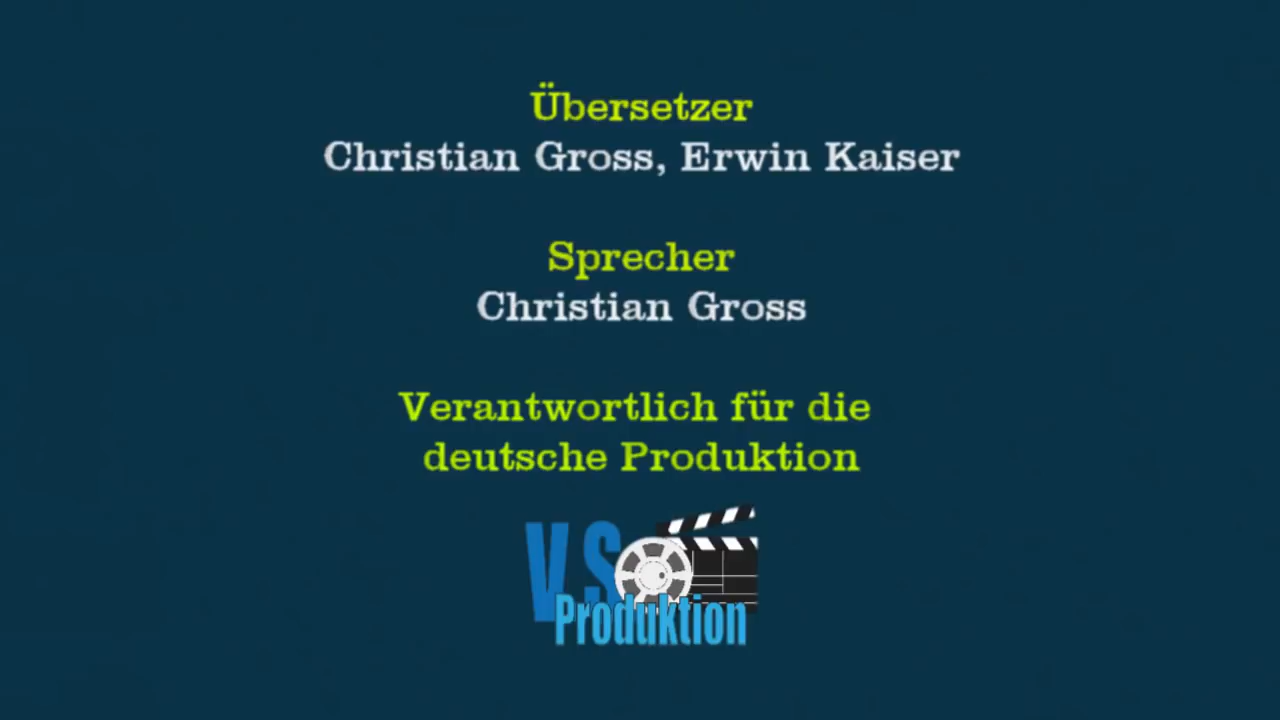 Übersetzer
Christian Gross, Erwin Kaiser
Sprecher
Christian Gross
Verantwortlich für die
deutsche Produktion
V.S
Produktion